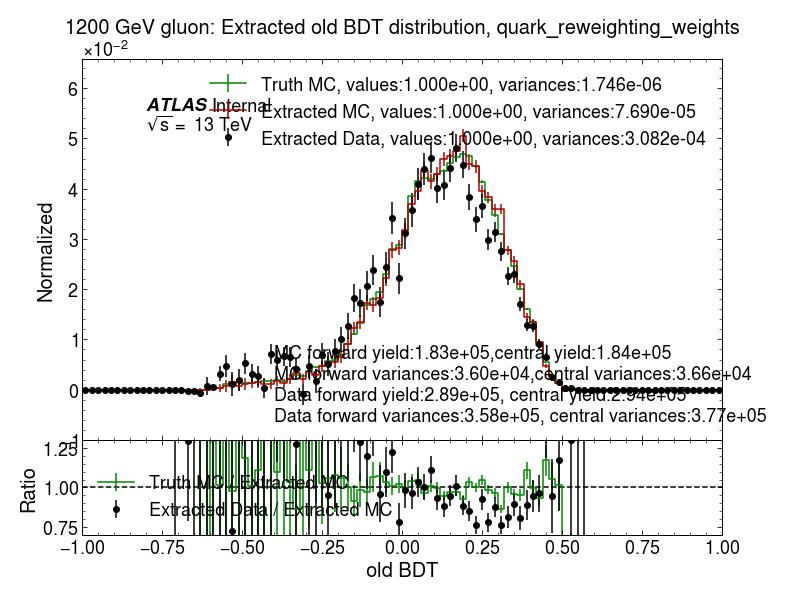 1200 GeV gluon: Extracted old BDT distribution, quark_reweighting_weights
×10⁻²
Truth MC, values:1.000e+00, variances:1.746e-06
ATLAS Internal
Extracted MC, values:1.000e+00, variances:7.690e-05
√s = 13 TeV
Extracted Data, values:1.000e+00, variances:3.082e-04
6
5
4
3
2
1
0
−1
Normalized
MC forward yield:1.83e+05,central yield:1.84e+05
MC forward variances:3.60e+04,central variances:3.66e+04
Data forward yield:2.89e+05, central yield:2.94e+05
Data forward variances:3.58e+05, central variances:3.77e+05
1.25
1.00
0.75
Ratio
Truth MC / Extracted MC
Extracted Data / Extracted MC
−1.00 −0.75 −0.50 −0.25 0.00 0.25 0.50 0.75 1.00
old BDT